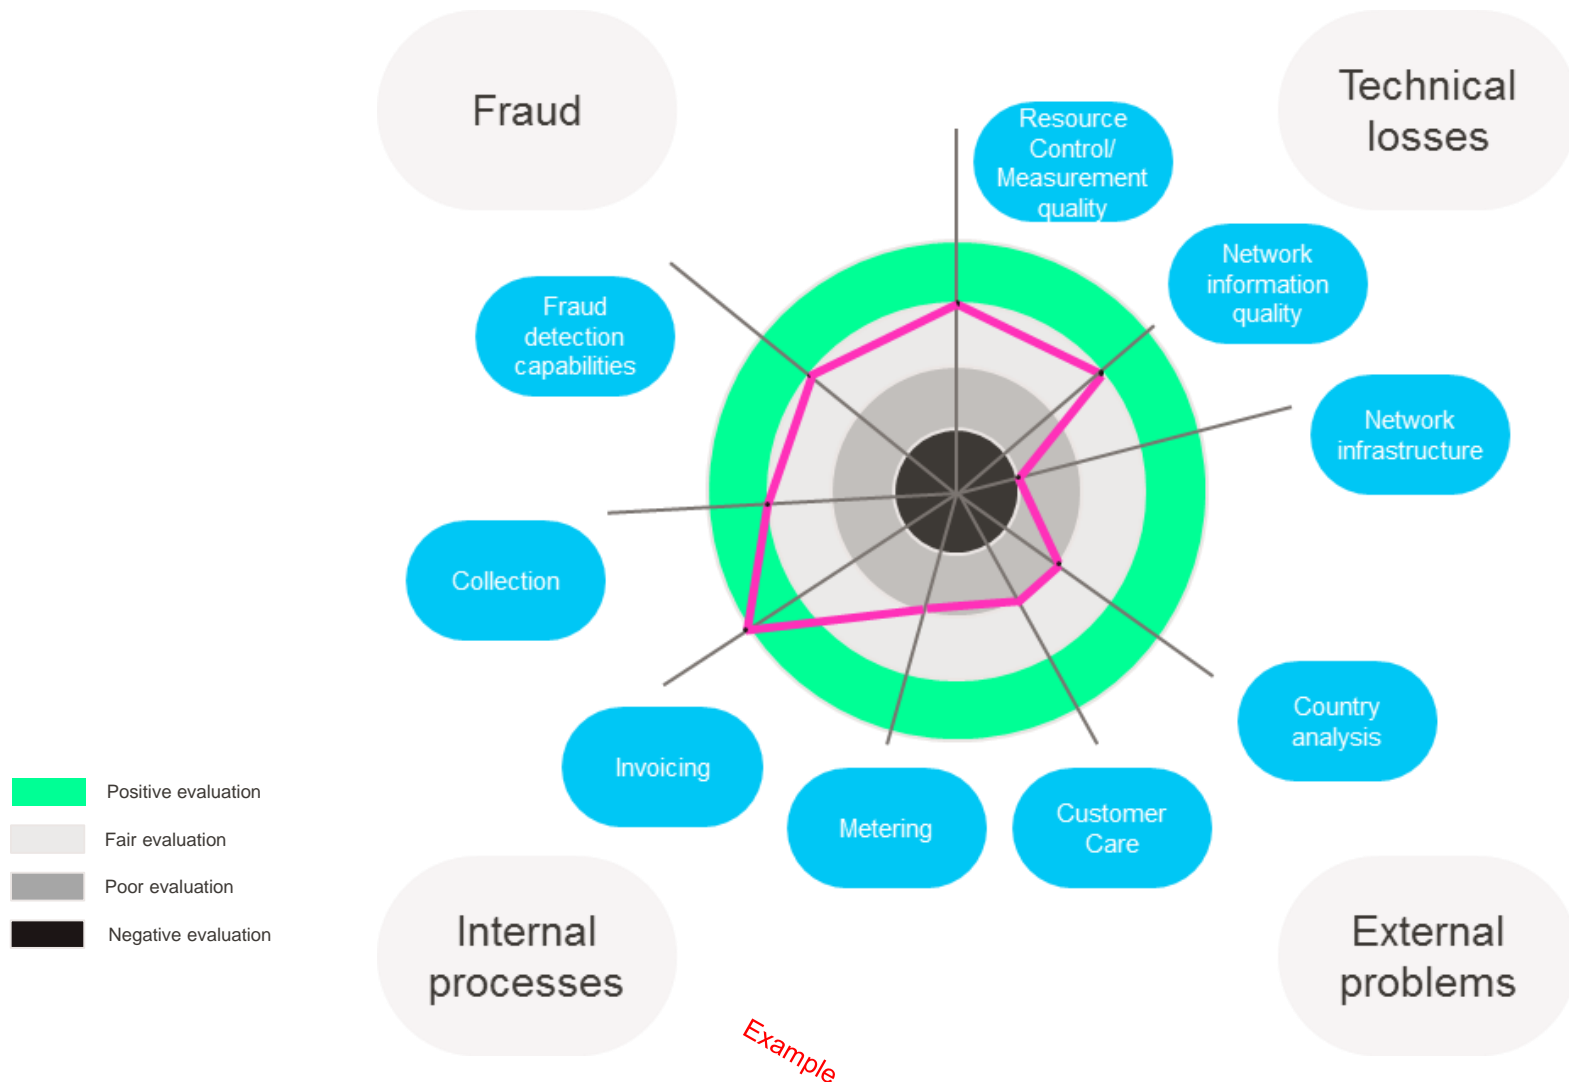 Fraud
Technical
losses
Resource
Control/
Measurement
quality
Network
information
quality
Fraud
detection
capabilities
Network
infrastructure
Collection
Country
analysis
Invoicing
Metering
Customer
Care
Positive evaluation
Fair evaluation
Poor evaluation
Negative evaluation
Internal
processes
External
problems
Example